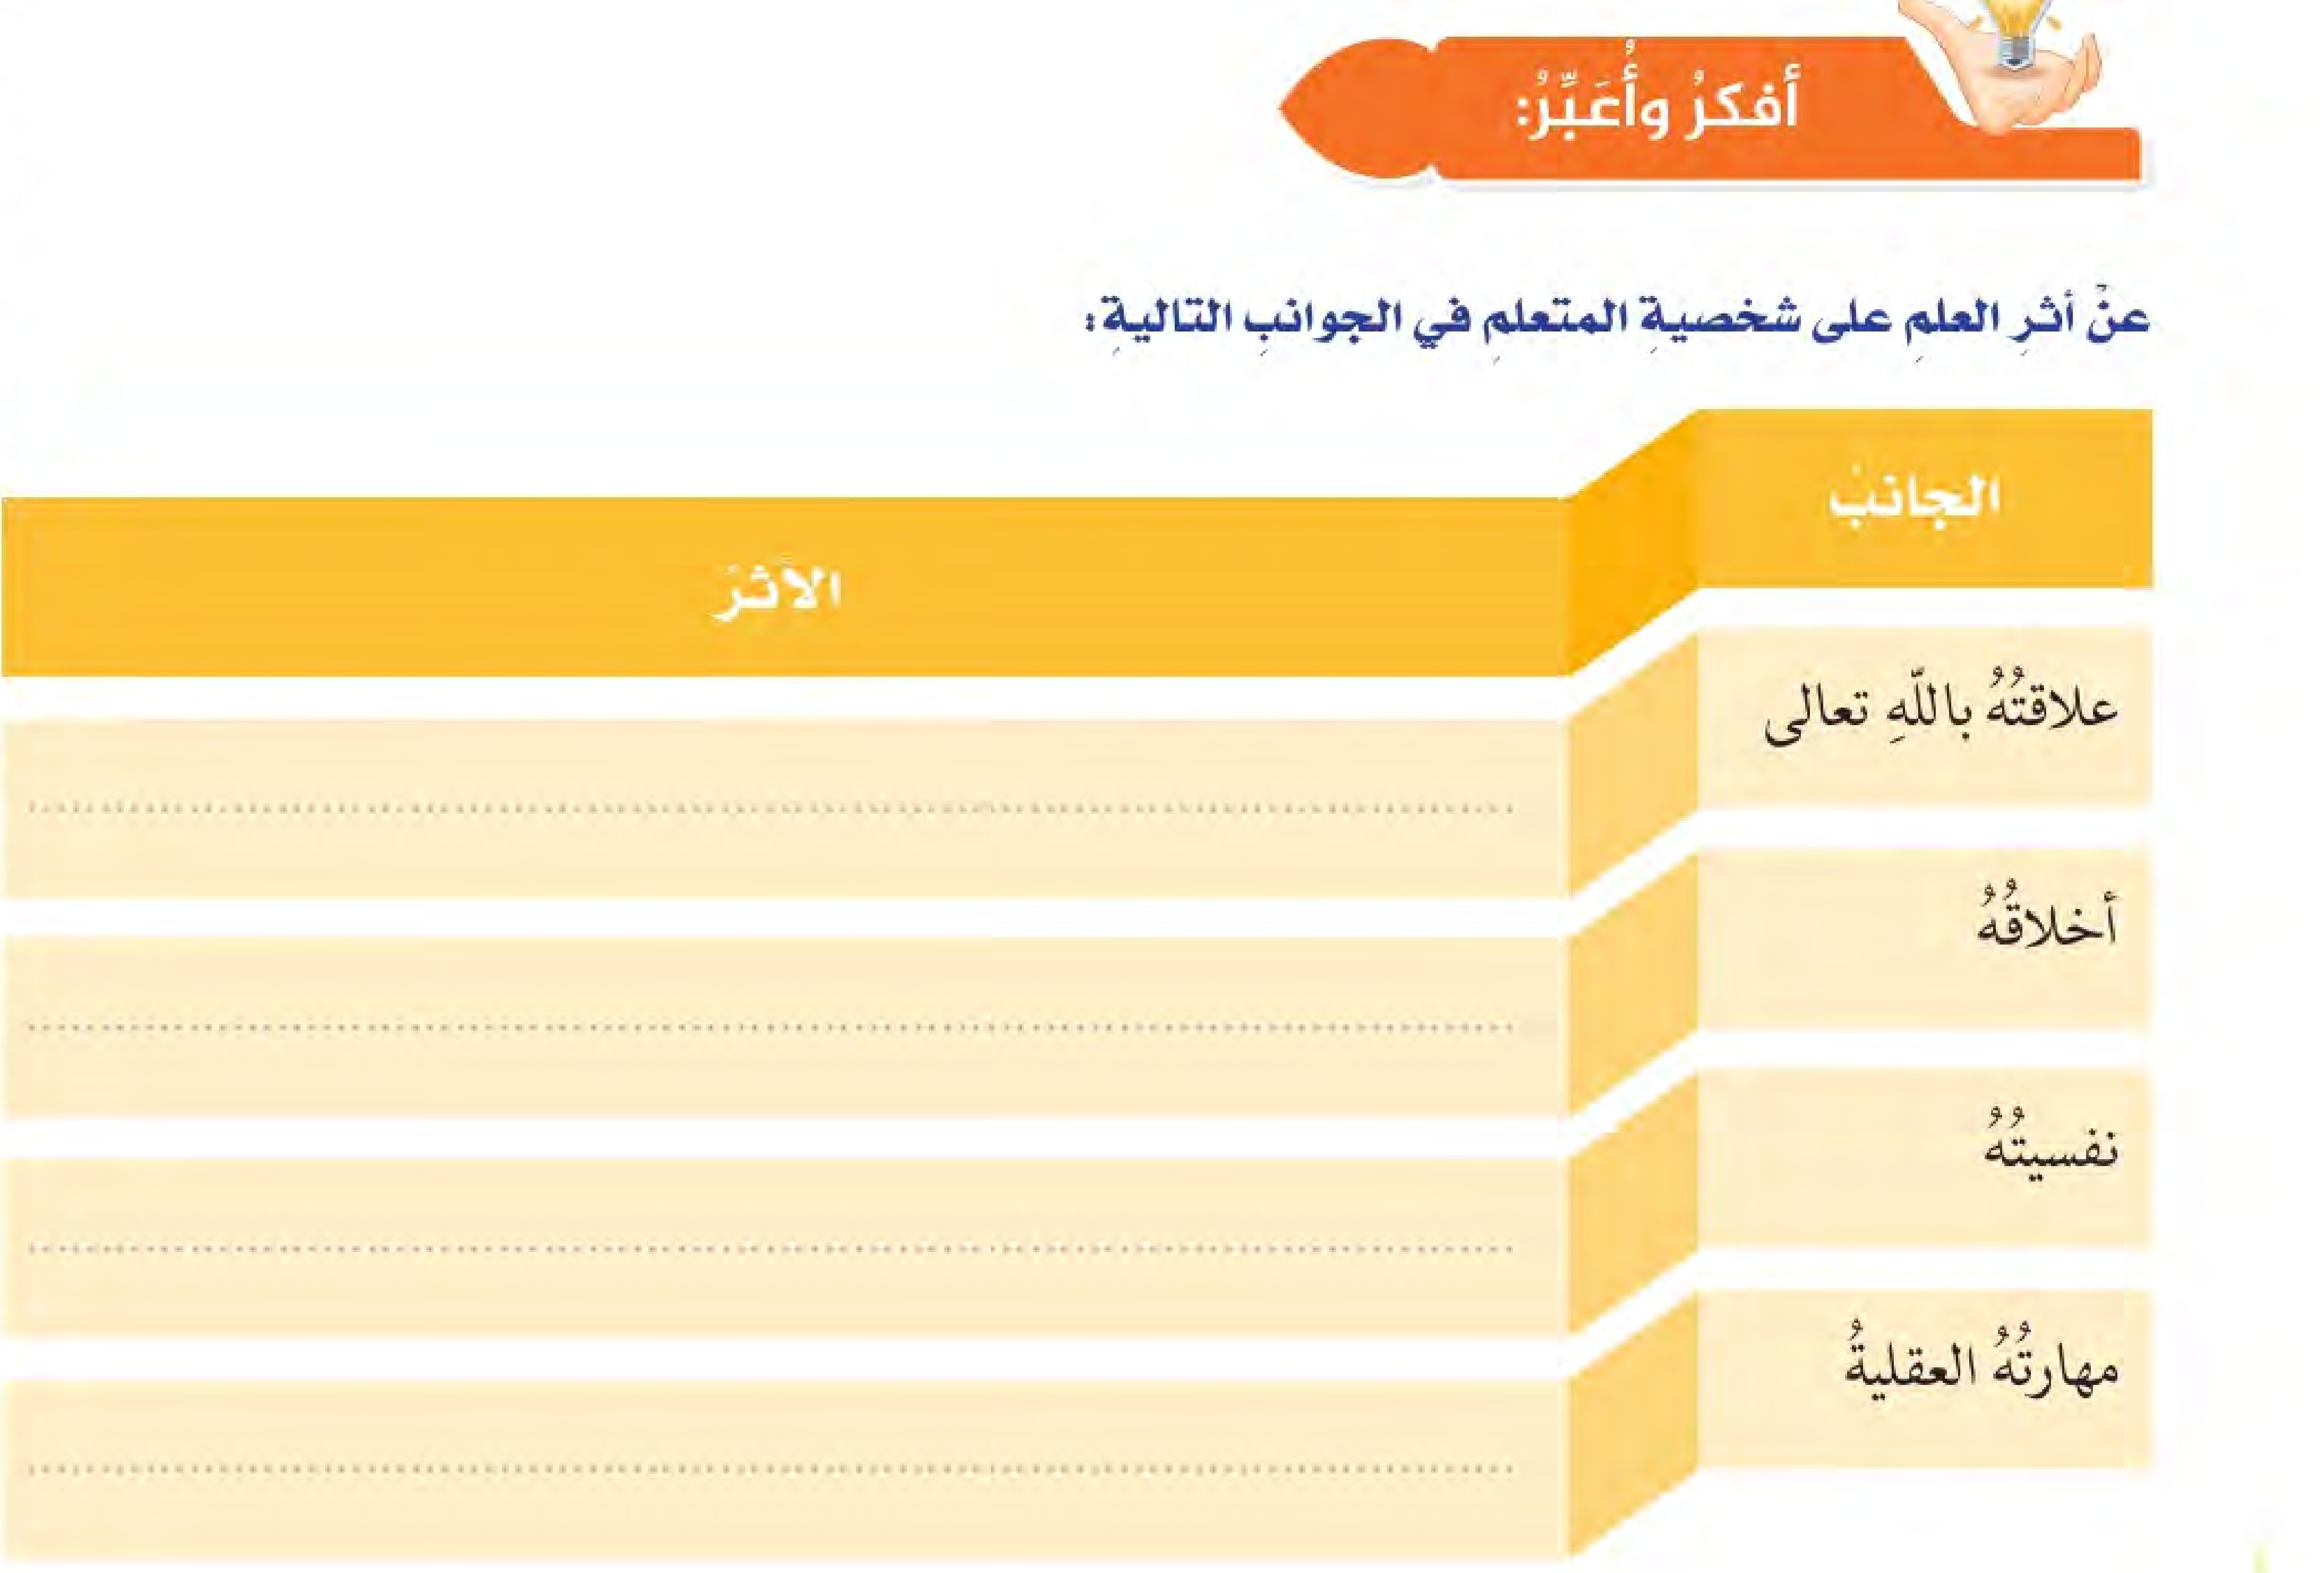 أفكرُ وأُعَبِّرُ:
عنْ أثرِ العلمِ على شخصيةِ المتعلمِ في الجوانبِ التاليةِ:
الجانبُ
الأثرُ
علاقتُهُ باللّهِ تعالى
أخلاقُهُ
نفسيتُهُ
مهارتُهُ العقليةُ